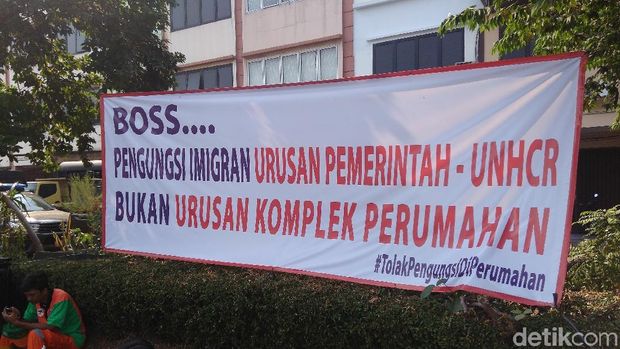 BOSS....
PENGUNGSI IMIGRAN URUSAN PEMERINTAH - UNHCR
BUKAN URUSAN KOMPLEK PERUMAHAN
#TolakPengungsiDiPerumahan
detikcom